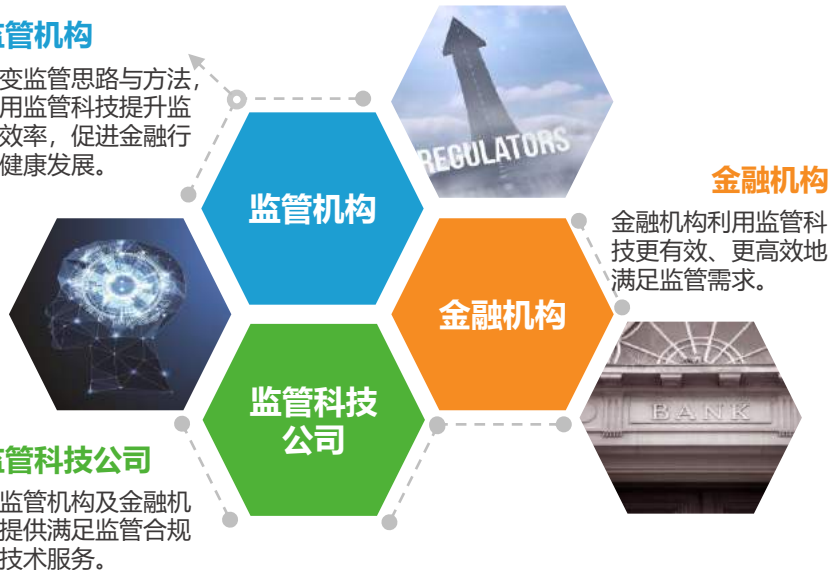 监管机构
变监管思路与方法，
用监管科技提升监
效率，促进金融行
健康发展。
REGULATORS
监管机构
金融机构
金融机构利用监管科
技更有效、更高效地
满足监管需求。
金融机构
BANK
监管科技
公司
监管科技公司
监管机构及金融机
提供满足监管合规
技术服务。